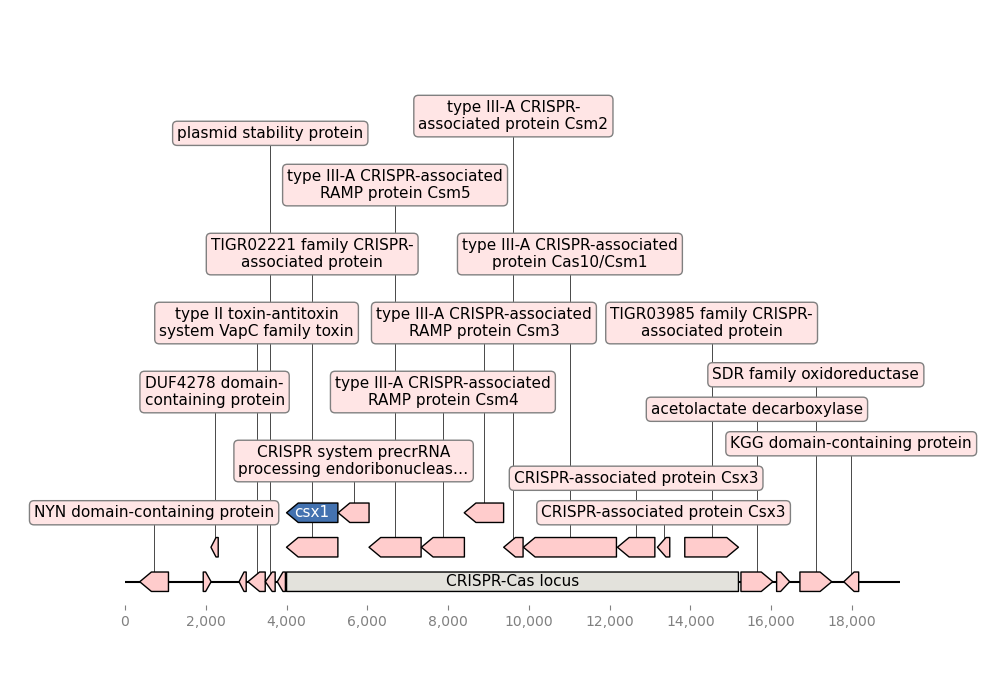 type III-A CRISPR-
associated protein Csm2
plasmid stability protein
type III-A CRISPR-associated
RAMP protein Csm5
TIGR02221 family CRISPR-
associated protein
type III-A CRISPR-associated
protein Cas10/Csm1
type II toxin-antitoxin
system VapC family toxin
type III-A CRISPR-associated
RAMP protein Csm3
TIGR03985 family CRISPR-
associated protein
SDR family oxidoreductase
DUF4278 domain-
containing protein
type III-A CRISPR-associated
RAMP protein Csm4
acetolactate decarboxylase
KGG domain-containing protein
CRISPR system precrRNA
processing endoribonucleas...
CRISPR-associated protein Csx3
NYN domain-containing protein
csx1
CRISPR-associated protein Csx3
CRISPR-Cas locus
0 2,000 4,000 6,000 8,000 10,000 12,000 14,000 16,000 18,000